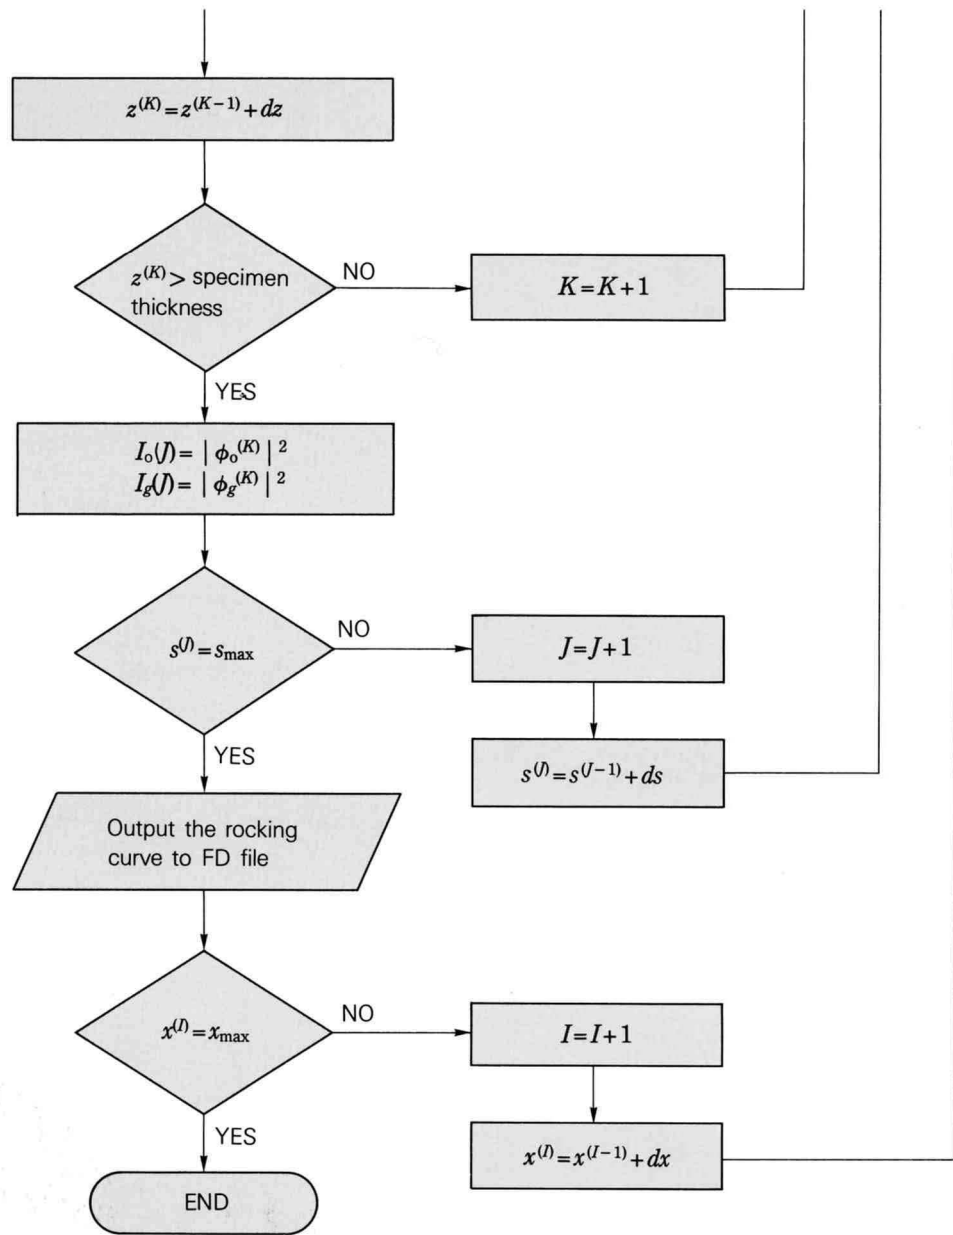 z^(K) = z^(K−1) + dz
z^(K) > specimen
thickness
NO
K = K + 1
YES
I_o(J) = | ϕ_o^(K) | ²
I_g(J) = | ϕ_g^(K) | ²
s^(J) = s_max
NO
J = J + 1
s^(J) = s^(J−1) + ds
YES
Output the rocking
curve to FD file
x^(I) = x_max
NO
I = I + 1
x^(I) = x^(I−1) + dx
YES
END